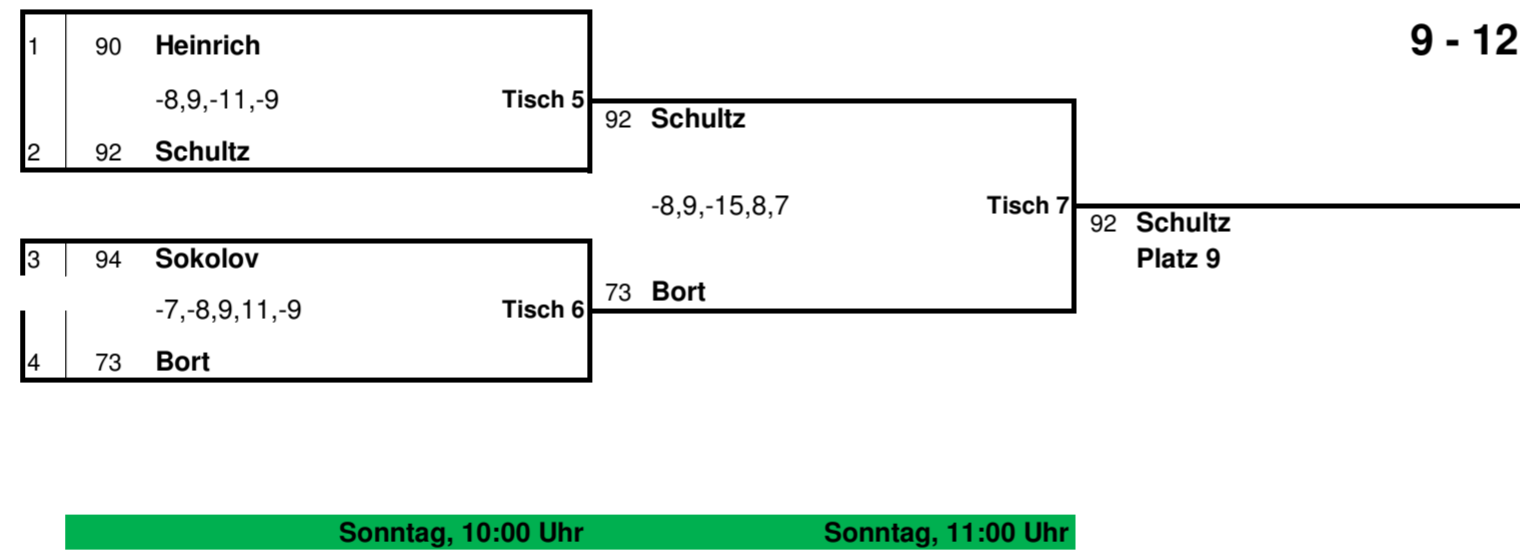 9 - 12
1 90 Heinrich
-8,9,-11,-9 Tisch 5
92 Schultz
2 92 Schultz
-8,9,-15,8,7 Tisch 7
92 Schultz
Platz 9
3 94 Sokolov
73 Bort
-7,-8,9,11,-9 Tisch 6
4 73 Bort
Sonntag, 10:00 Uhr Sonntag, 11:00 Uhr